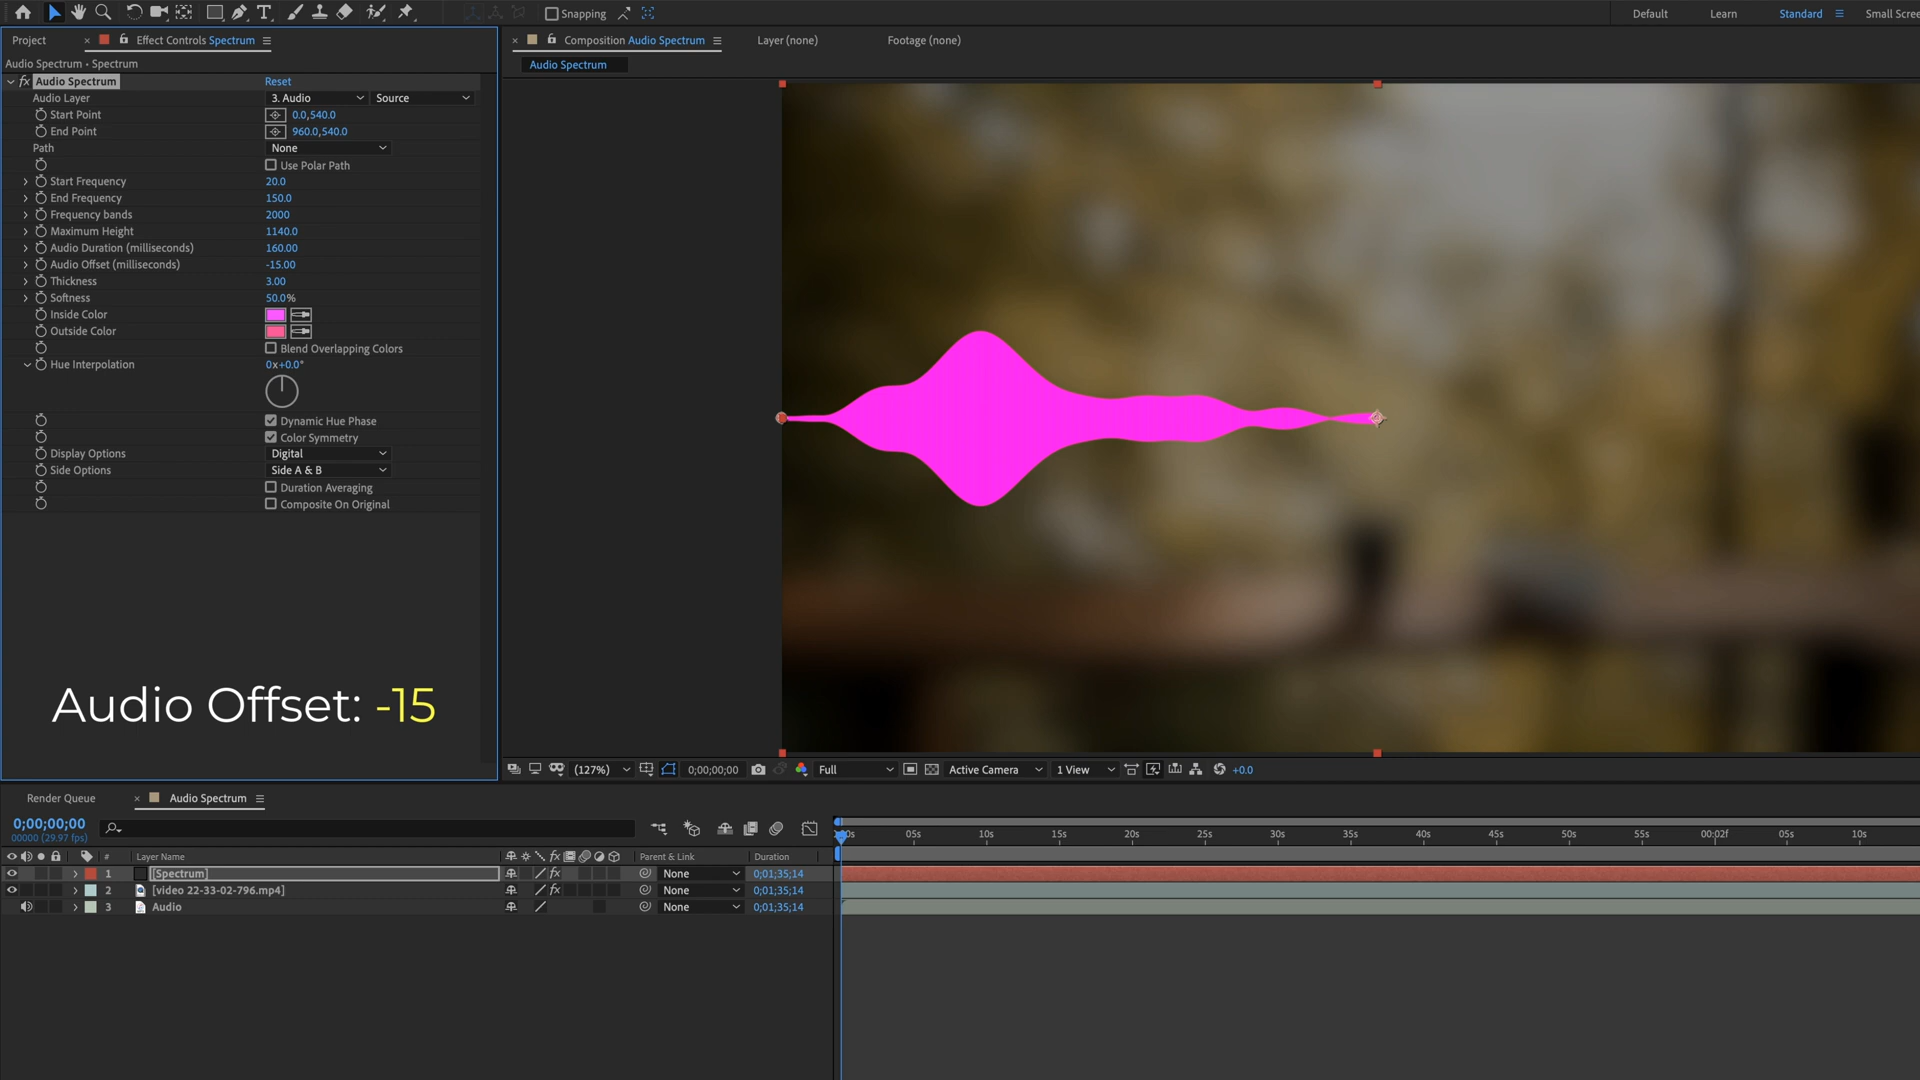 Snapping
Default
Learn
Standard
Small Scree
Project
Effect Controls Spectrum
Composition Audio Spectrum
Layer (none)
Footage (none)
Audio Spectrum • Spectrum
Audio Spectrum
fx Audio Spectrum
Reset
Audio Layer
3. Audio
Source
Start Point
0.0,540.0
End Point
960.0,540.0
Path
None
Use Polar Path
Start Frequency
20.0
End Frequency
150.0
Frequency bands
2000
Maximum Height
1140.0
Audio Duration (milliseconds)
160.00
Audio Offset (milliseconds)
-15.00
Thickness
3.00
Softness
50.0%
Inside Color
Outside Color
Blend Overlapping Colors
Hue Interpolation
0x+0.0°
Dynamic Hue Phase
Color Symmetry
Display Options
Digital
Side Options
Side A & B
Duration Averaging
Composite On Original
Audio Offset: -15
(127%)
0;00;00;00
Full
Active Camera
1 View
+0.0
Render Queue
Audio Spectrum
0;00;00;00
00000 (29.97 fps)
05s
10s
15s
20s
25s
30s
35s
40s
45s
50s
55s
00:02f
05s
10s
#
Layer Name
fx
Parent & Link
Duration
1
[Spectrum]
fx
None
0;01;35;14
2
[video 22-33-02-796.mp4]
fx
None
0;01;35;14
3
Audio
None
0;01;35;14